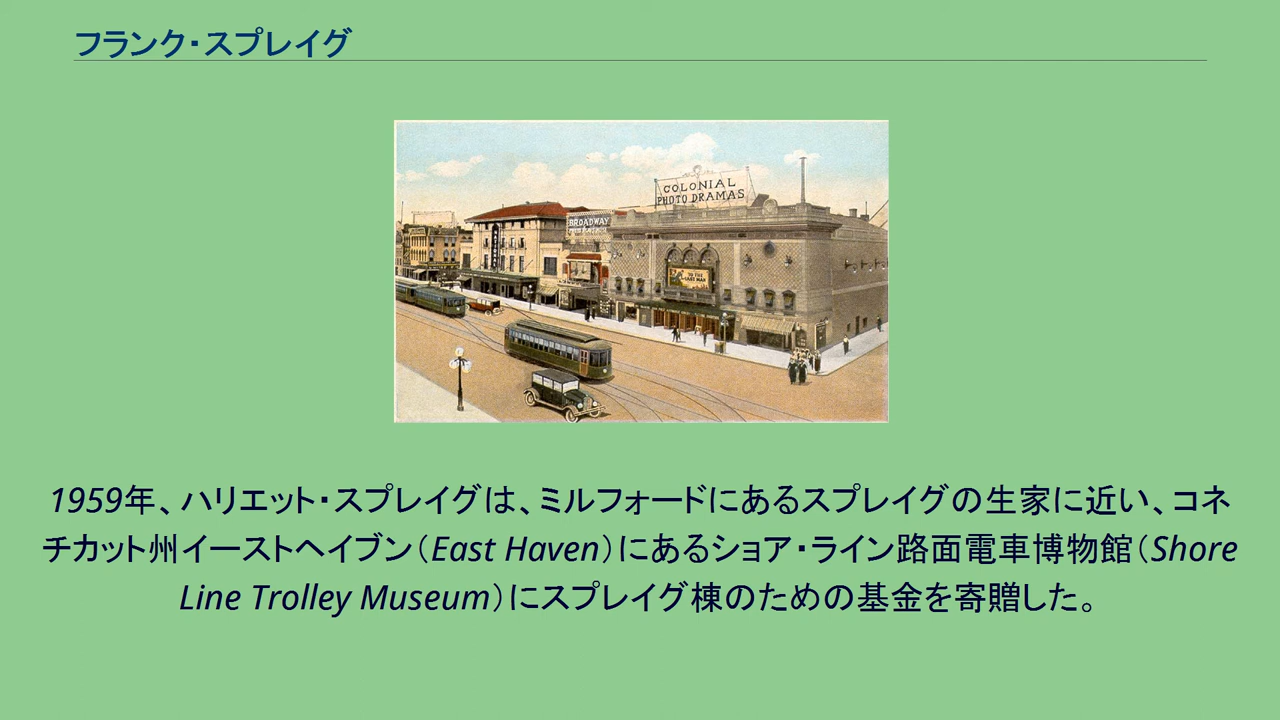 フランク・スプレイグ
COLONIAL
PHOTO DRAMAS
BROADWAY
1959年、ハリエット・スプレイグは、ミルフォードにあるスプレイグの生家に近い、コネ
チカット州イーストヘイブン（East Haven）にあるショア・ライン路面電車博物館（Shore
Line Trolley Museum）にスプレイグ棟のための基金を寄贈した。